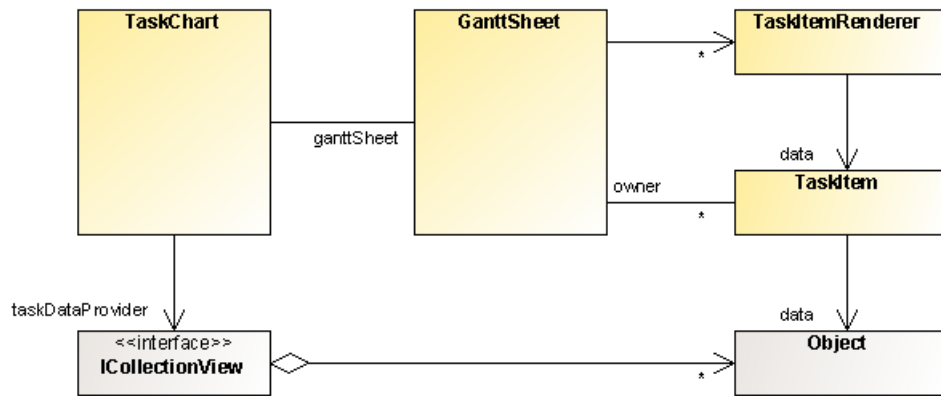 TaskChart
GanttSheet
TaskItemRenderer
*
ganttSheet
data
owner
TaskItem
*
taskDataProvider
data
<<interface>>
ICollectionView
Object
*